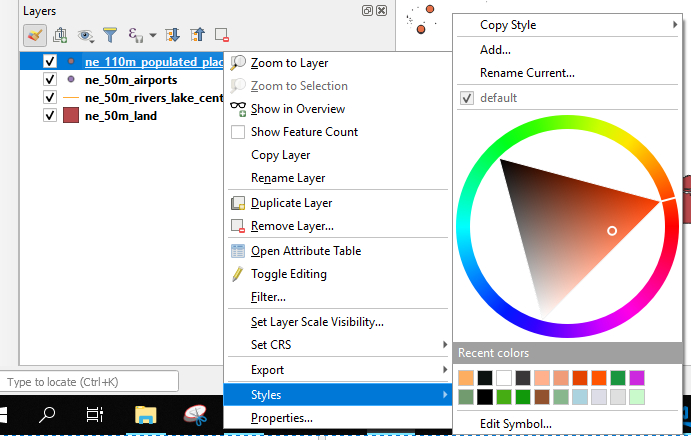 Layers
ne_110m_populated_plac
ne_50m_airports
ne_50m_rivers_lake_cent
ne_50m_land
Type to locate (Ctrl+K)
Zoom to Layer
Zoom to Selection
Show in Overview
Show Feature Count
Copy Layer
Rename Layer
Duplicate Layer
Remove Layer...
Open Attribute Table
Toggle Editing
Filter...
Set Layer Scale Visibility...
Set CRS
Export
Styles
Properties...
Copy Style
Add...
Rename Current...
default
Recent colors
Edit Symbol...